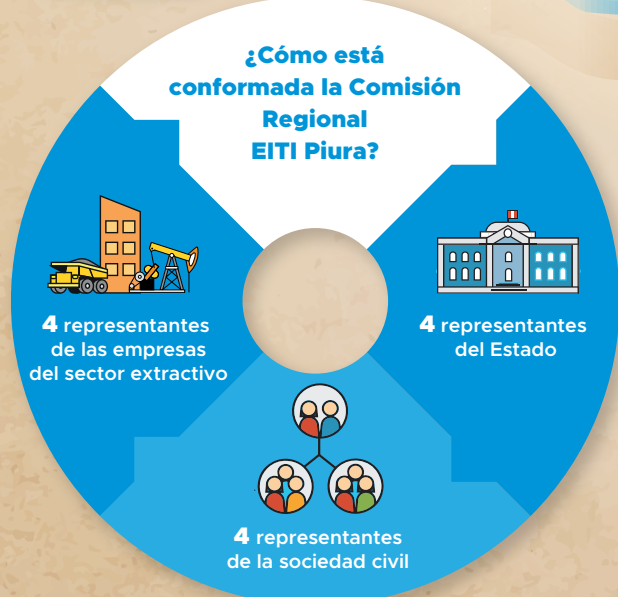 ¿Cómo está
conformada la Comisión
Regional
EITI Piura?
4 representantes
de las empresas
del sector extractivo
4 representantes
del Estado
4 representantes
de la sociedad civil